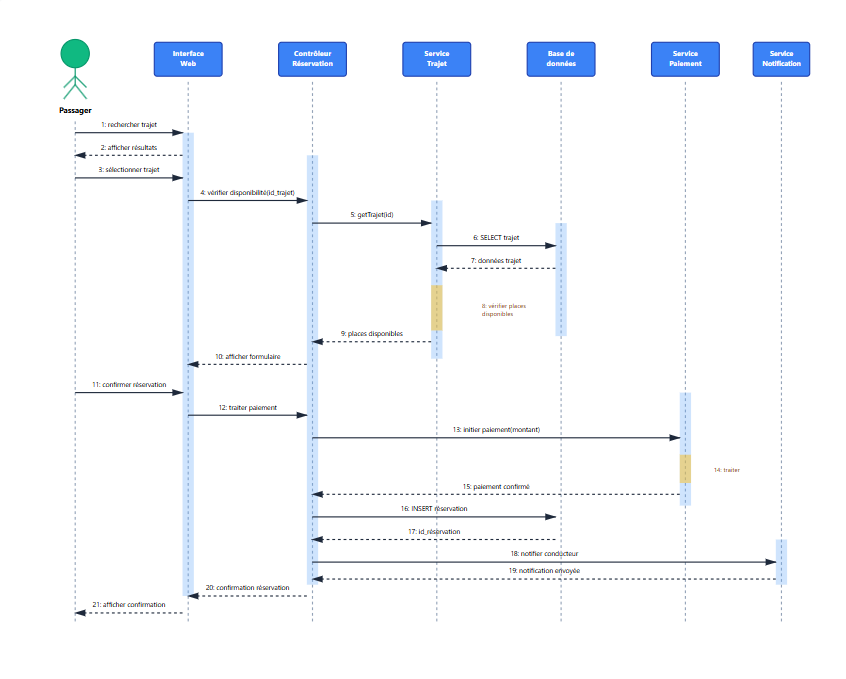 Interface
Web
Contrôleur
Réservation
Service
Trajet
Base de
données
Service
Paiement
Service
Notification
Passager
1: rechercher trajet
2: afficher résultats
3: sélectionner trajet
4: vérifier disponibilité(id_trajet)
5: getTrajet(id)
6: SELECT trajet
7: données trajet
8: vérifier places
disponibles
9: places disponibles
10: afficher formulaire
11: confirmer réservation
12: traiter paiement
13: initier paiement(montant)
14: traiter
15: paiement confirmé
16: INSERT réservation
17: id_réservation
18: notifier conducteur
19: notification envoyée
20: confirmation réservation
21: afficher confirmation